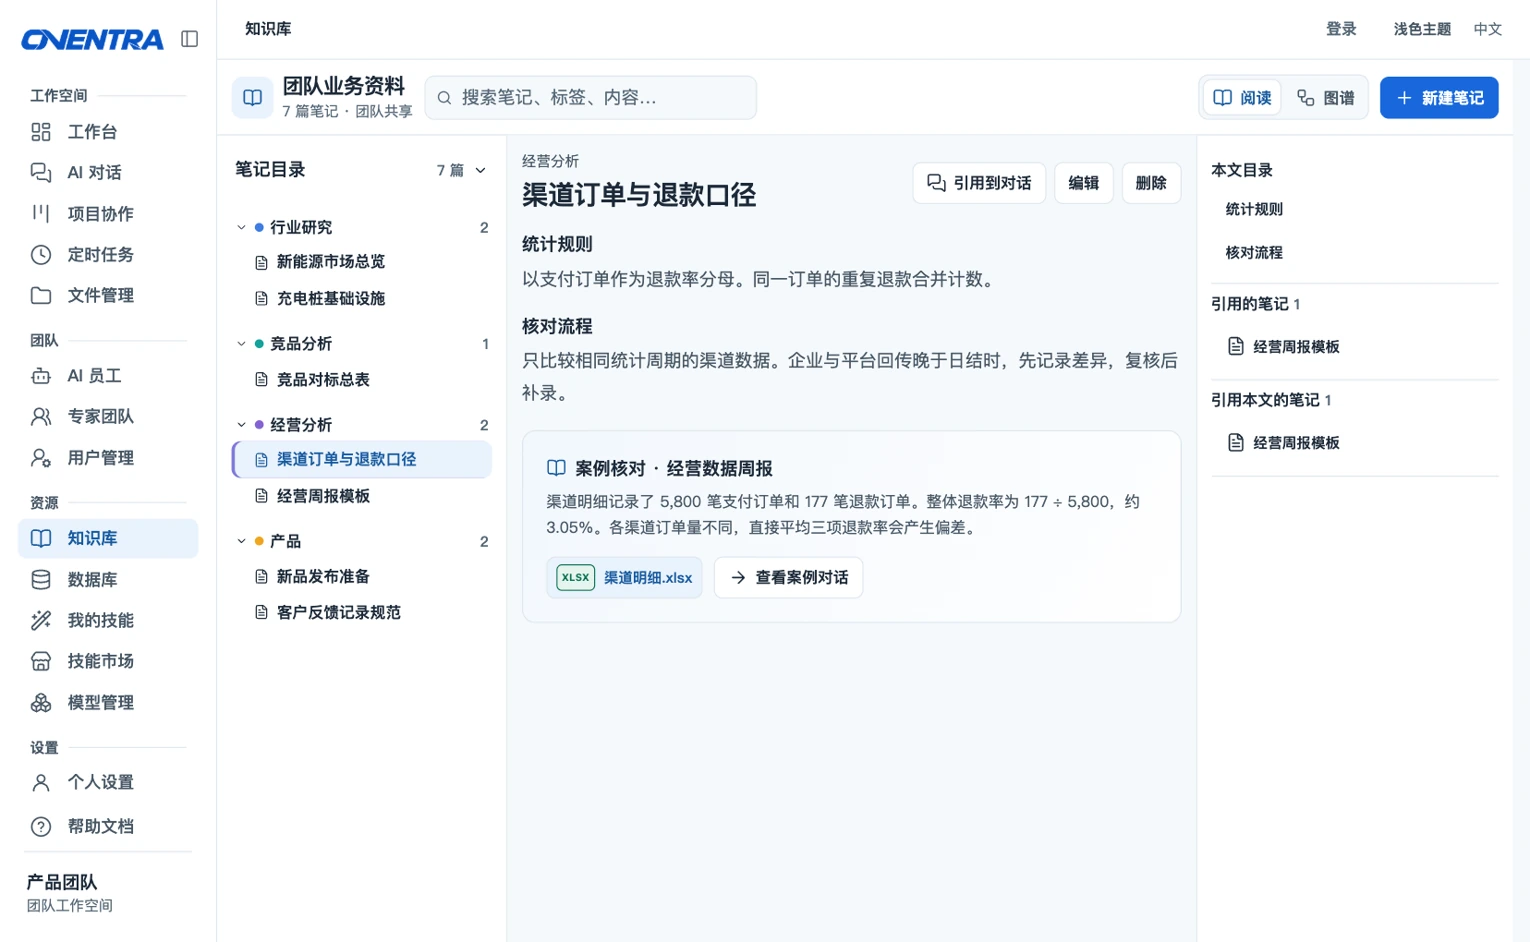 ONENTRA
工作空间
工作台
AI 对话
项目协作
定时任务
文件管理
团队
AI 员工
专家团队
用户管理
资源
知识库
数据库
我的技能
技能市场
模型管理
设置
个人设置
帮助文档
产品团队
团队工作空间
知识库
登录
浅色主题
中文
团队业务资料
7 篇笔记 · 团队共享
搜索笔记、标签、内容...
阅读
图谱
新建笔记
笔记目录
7 篇
行业研究 2
新能源市场总览
充电桩基础设施
竞品分析 1
竞品对标总表
经营分析 2
渠道订单与退款口径
经营周报模板
产品 2
新品发布准备
客户反馈记录规范
经营分析
渠道订单与退款口径
引用到对话
编辑
删除
统计规则
以支付订单作为退款率分母。同一订单的重复退款合并计数。
核对流程
只比较相同统计周期的渠道数据。企业与平台回传晚于日结时，先记录差异，复核后
补录。
案例核对 · 经营数据周报
渠道明细记录了 5,800 笔支付订单和 177 笔退款订单。整体退款率为 177 ÷ 5,800，约
3.05%。各渠道订单量不同，直接平均三项退款率会产生偏差。
XLSX 渠道明细.xlsx
查看案例对话
本文目录
统计规则
核对流程
引用的笔记 1
经营周报模板
引用本文的笔记 1
经营周报模板